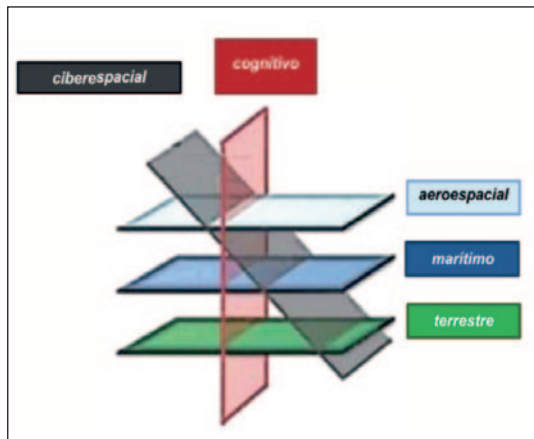 cognitivo
ciberespacial
aeroespacial
marítimo
terrestre